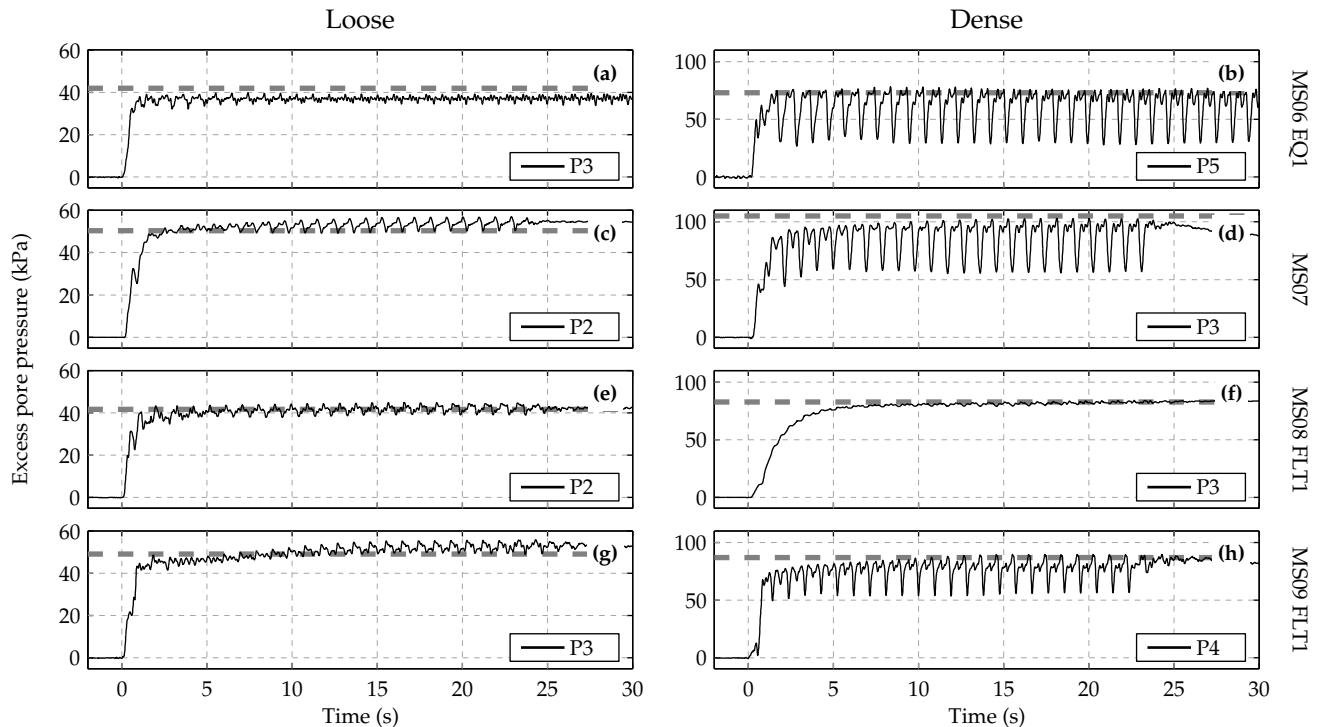 Loose
Dense
Excess pore pressure (kPa)
60
40
20
0
(a)
P3
100
50
0
(b)
P5
MS06 EQ1
60
40
20
0
(c)
P2
100
50
0
(d)
P3
MS07
60
40
20
0
(e)
P2
100
50
0
(f)
P3
MS08 FLT1
60
40
20
0
(g)
P3
100
50
0
(h)
P4
MS09 FLT1
0 5 10 15 20 25 30
0 5 10 15 20 25 30
Time (s)
Time (s)